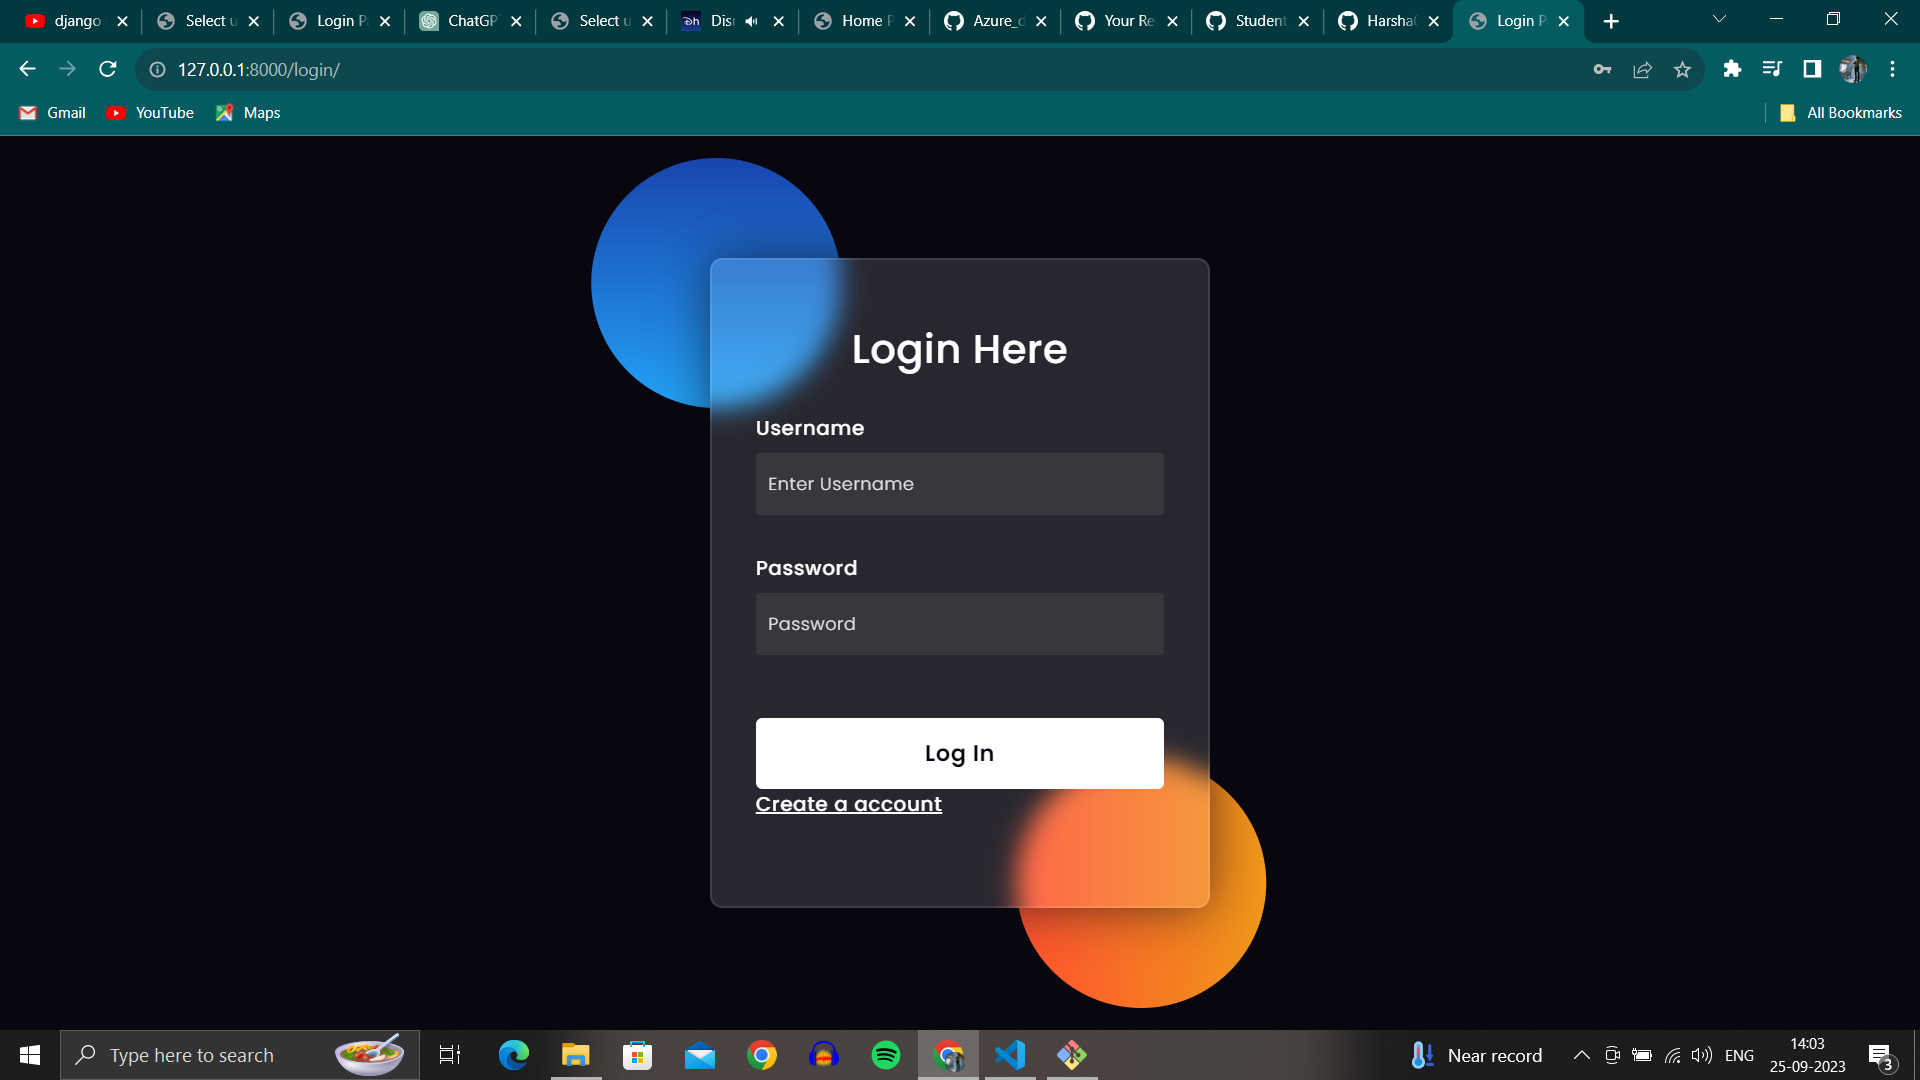 django Select u Login P ChatGP Select u Disn Home P Azure_d Your Re Student Harsha Login P
127.0.0.1:8000/login/
Gmail YouTube Maps All Bookmarks
Login Here
Username
Enter Username
Password
Password
Log In
Create a account
Type here to search Near record ENG 14:03
25-09-2023 3